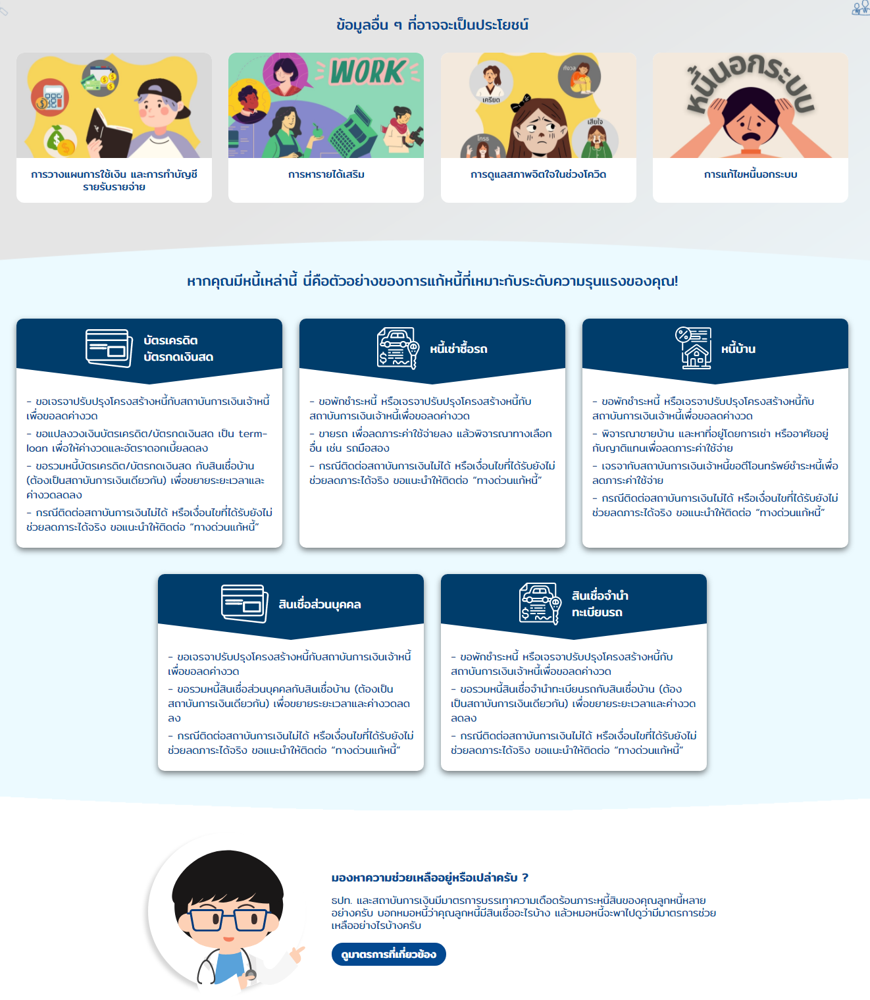 ข้อมูลอื่น ๆ ที่อาจจะเป็นประโยชน์
WORK
เครียด
กังวล
เสียใจ
โกรธ
หนี้นอกระบบ
การวางแผนการใช้เงิน และการทำบัญชี
รายรับรายจ่าย
การหารายได้เสริม
การดูแลสภาพจิตใจในช่วงโควิด
การแก้ไขหนี้นอกระบบ
หากคุณมีหนี้เหล่านี้ นี่คือตัวอย่างของการแก้หนี้ที่เหมาะกับระดับความรุนแรงของคุณ!
บัตรเครดิต
บัตรกดเงินสด
- ขอเจรจาปรับปรุงโครงสร้างหนี้กับสถาบันการเงินเจ้าหนี้
เพื่อขอลดค่างวด
- ขอแปลงวงเงินบัตรเครดิต/บัตรกดเงินสด เป็น term-
loan เพื่อให้ค่างวดและอัตราดอกเบี้ยลดลง
- ขอรวมหนี้บัตรเครดิต/บัตรกดเงินสด กับสินเชื่อบ้าน
(ต้องเป็นสถาบันการเงินเดียวกัน) เพื่อขยายระยะเวลาและ
ค่างวดลดลง
- กรณีติดต่อสถาบันการเงินไม่ได้ หรือเงื่อนไขที่ได้รับยังไม่
ช่วยลดภาระได้จริง ขอแนะนำให้ติดต่อ “ทางด่วนแก้หนี้”
หนี้เช่าซื้อรถ
- ขอพักชำระหนี้ หรือเจรจาปรับปรุงโครงสร้างหนี้กับ
สถาบันการเงินเจ้าหนี้เพื่อขอลดค่างวด
- ขายรถ เพื่อลดภาระค่าใช้จ่ายลง แล้วพิจารณาทางเลือก
อื่น เช่น รถมือสอง
- กรณีติดต่อสถาบันการเงินไม่ได้ หรือเงื่อนไขที่ได้รับยังไม่
ช่วยลดภาระได้จริง ขอแนะนำให้ติดต่อ “ทางด่วนแก้หนี้”
หนี้บ้าน
- ขอพักชำระหนี้ หรือเจรจาปรับปรุงโครงสร้างหนี้กับ
สถาบันการเงินเจ้าหนี้เพื่อขอลดค่างวด
- พิจารณาขายบ้าน และหาที่อยู่โดยการเช่า หรืออาศัยอยู่
กับญาติแทนเพื่อลดภาระค่าใช้จ่าย
- เจรจากับสถาบันการเงินเจ้าหนี้ขอตีโอนทรัพย์ชำระหนี้เพื่อ
ลดภาระค่าใช้จ่าย
- กรณีติดต่อสถาบันการเงินไม่ได้ หรือเงื่อนไขที่ได้รับยังไม่
ช่วยลดภาระได้จริง ขอแนะนำให้ติดต่อ “ทางด่วนแก้หนี้”
สินเชื่อส่วนบุคคล
- ขอเจรจาปรับปรุงโครงสร้างหนี้กับสถาบันการเงินเจ้าหนี้
เพื่อขอลดค่างวด
- ขอรวมหนี้สินเชื่อส่วนบุคคลกับสินเชื่อบ้าน (ต้องเป็น
สถาบันการเงินเดียวกัน) เพื่อขยายระยะเวลาและค่างวดลด
ลง
- กรณีติดต่อสถาบันการเงินไม่ได้ หรือเงื่อนไขที่ได้รับยังไม่
ช่วยลดภาระได้จริง ขอแนะนำให้ติดต่อ “ทางด่วนแก้หนี้”
สินเชื่อจำนำ
ทะเบียนรถ
- ขอพักชำระหนี้ หรือเจรจาปรับปรุงโครงสร้างหนี้กับ
สถาบันการเงินเจ้าหนี้เพื่อขอลดค่างวด
- ขอรวมหนี้สินเชื่อจำนำทะเบียนรถกับสินเชื่อบ้าน (ต้อง
เป็นสถาบันการเงินเดียวกัน) เพื่อขยายระยะเวลาและค่างวด
ลดลง
- กรณีติดต่อสถาบันการเงินไม่ได้ หรือเงื่อนไขที่ได้รับยังไม่
ช่วยลดภาระได้จริง ขอแนะนำให้ติดต่อ “ทางด่วนแก้หนี้”
มองหาความช่วยเหลืออยู่หรือเปล่าครับ ?
ธปท. และสถาบันการเงินมีมาตรการบรรเทาความเดือดร้อนภาระหนี้สินของคุณลูกหนี้หลาย
อย่างครับ บอกหมอหนี้ว่าคุณลูกหนี้มีสินเชื่ออะไรบ้าง แล้วหมอหนี้จะพาไปดูว่ามีมาตรการช่วย
เหลืออย่างไรบ้างครับ
ดูมาตรการที่เกี่ยวข้อง